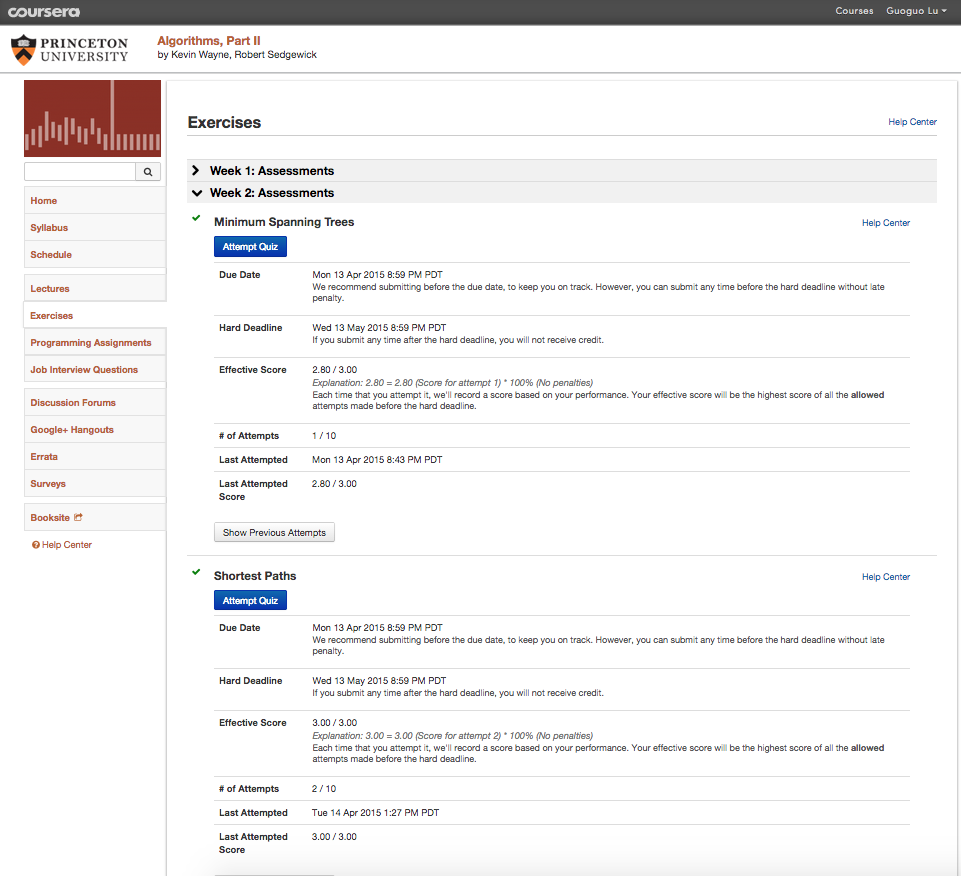 coursera
Courses Guoguo Lu
PRINCETON
UNIVERSITY
Algorithms, Part II
by Kevin Wayne, Robert Sedgewick
Home
Syllabus
Schedule
Lectures
Exercises
Programming Assignments
Job Interview Questions
Discussion Forums
Google+ Hangouts
Errata
Surveys
Booksite
Help Center
Exercises
Help Center
Week 1: Assessments
Week 2: Assessments
Minimum Spanning Trees
Help Center
Attempt Quiz
Due Date Mon 13 Apr 2015 8:59 PM PDT
We recommend submitting before the due date, to keep you on track. However, you can submit any time before the hard deadline without late
penalty.
Hard Deadline Wed 13 May 2015 8:59 PM PDT
If you submit any time after the hard deadline, you will not receive credit.
Effective Score 2.80 / 3.00
Explanation: 2.80 = 2.80 (Score for attempt 1) * 100% (No penalties)
Each time that you attempt it, we'll record a score based on your performance. Your effective score will be the highest score of all the allowed
attempts made before the hard deadline.
# of Attempts 1 / 10
Last Attempted Mon 13 Apr 2015 8:43 PM PDT
Last Attempted 2.80 / 3.00
Score
Show Previous Attempts
Shortest Paths
Help Center
Attempt Quiz
Due Date Mon 13 Apr 2015 8:59 PM PDT
We recommend submitting before the due date, to keep you on track. However, you can submit any time before the hard deadline without late
penalty.
Hard Deadline Wed 13 May 2015 8:59 PM PDT
If you submit any time after the hard deadline, you will not receive credit.
Effective Score 3.00 / 3.00
Explanation: 3.00 = 3.00 (Score for attempt 2) * 100% (No penalties)
Each time that you attempt it, we'll record a score based on your performance. Your effective score will be the highest score of all the allowed
attempts made before the hard deadline.
# of Attempts 2 / 10
Last Attempted Tue 14 Apr 2015 1:27 PM PDT
Last Attempted 3.00 / 3.00
Score